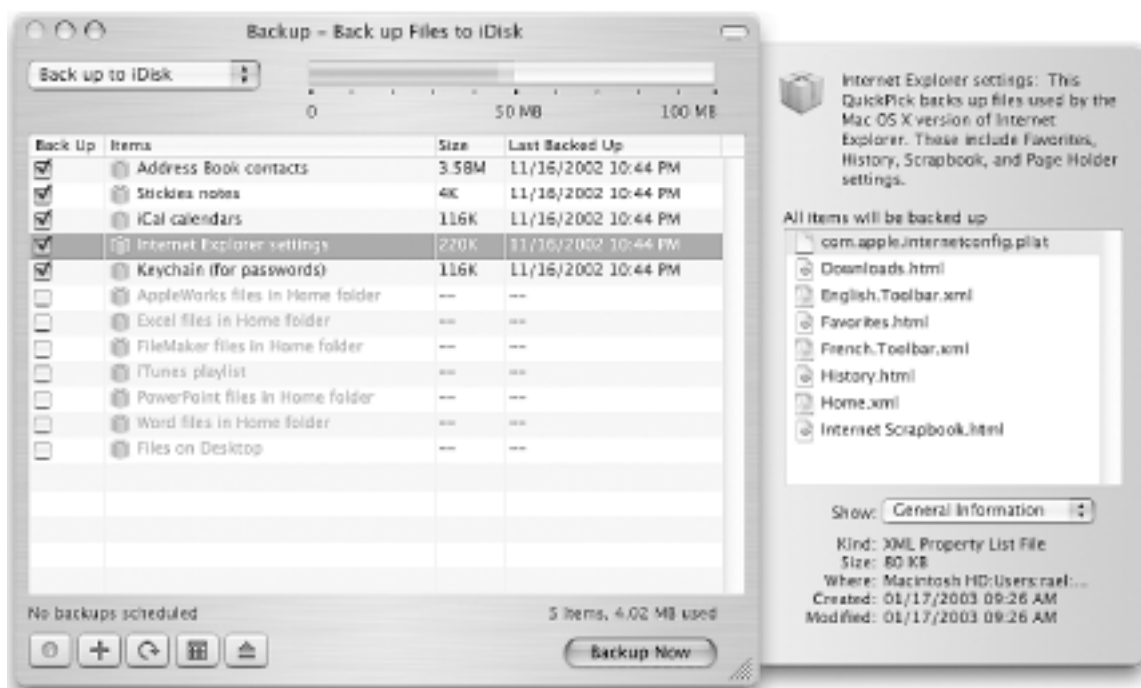 Backup – Back up Files to iDisk
Back up to iDisk
0 50 MB 100 MB
Back Up Items Size Last Backed Up
Address Book contacts 3.58M 11/16/2002 10:44 PM
Stickies notes 4K 11/16/2002 10:44 PM
iCal calendars 116K 11/16/2002 10:44 PM
Internet Explorer settings 220K 11/16/2002 10:44 PM
Keychain (for passwords) 116K 11/16/2002 10:44 PM
AppleWorks files in Home folder -- --
Excel files in Home folder -- --
FileMaker files in Home folder -- --
iTunes playlist -- --
PowerPoint files in Home folder -- --
Word files in Home folder -- --
Files on Desktop -- --
No backups scheduled 5 Items, 4.02 MB used
Backup Now
Internet Explorer settings: This
QuickPick backs up files used by the
Mac OS X version of Internet
Explorer. These include Favorites,
History, Scrapbook, and Page Holder
settings.
All items will be backed up
com.apple.internetconfig.plist
Downloads.html
English.Toolbar.xml
Favorites.html
French.Toolbar.xml
History.html
Home.xml
Internet Scrapbook.html
Show: General Information
Kind: XML Property List File
Size: 80 KB
Where: Macintosh HD:Users:rael:...
Created: 01/17/2003 09:26 AM
Modified: 01/17/2003 09:26 AM